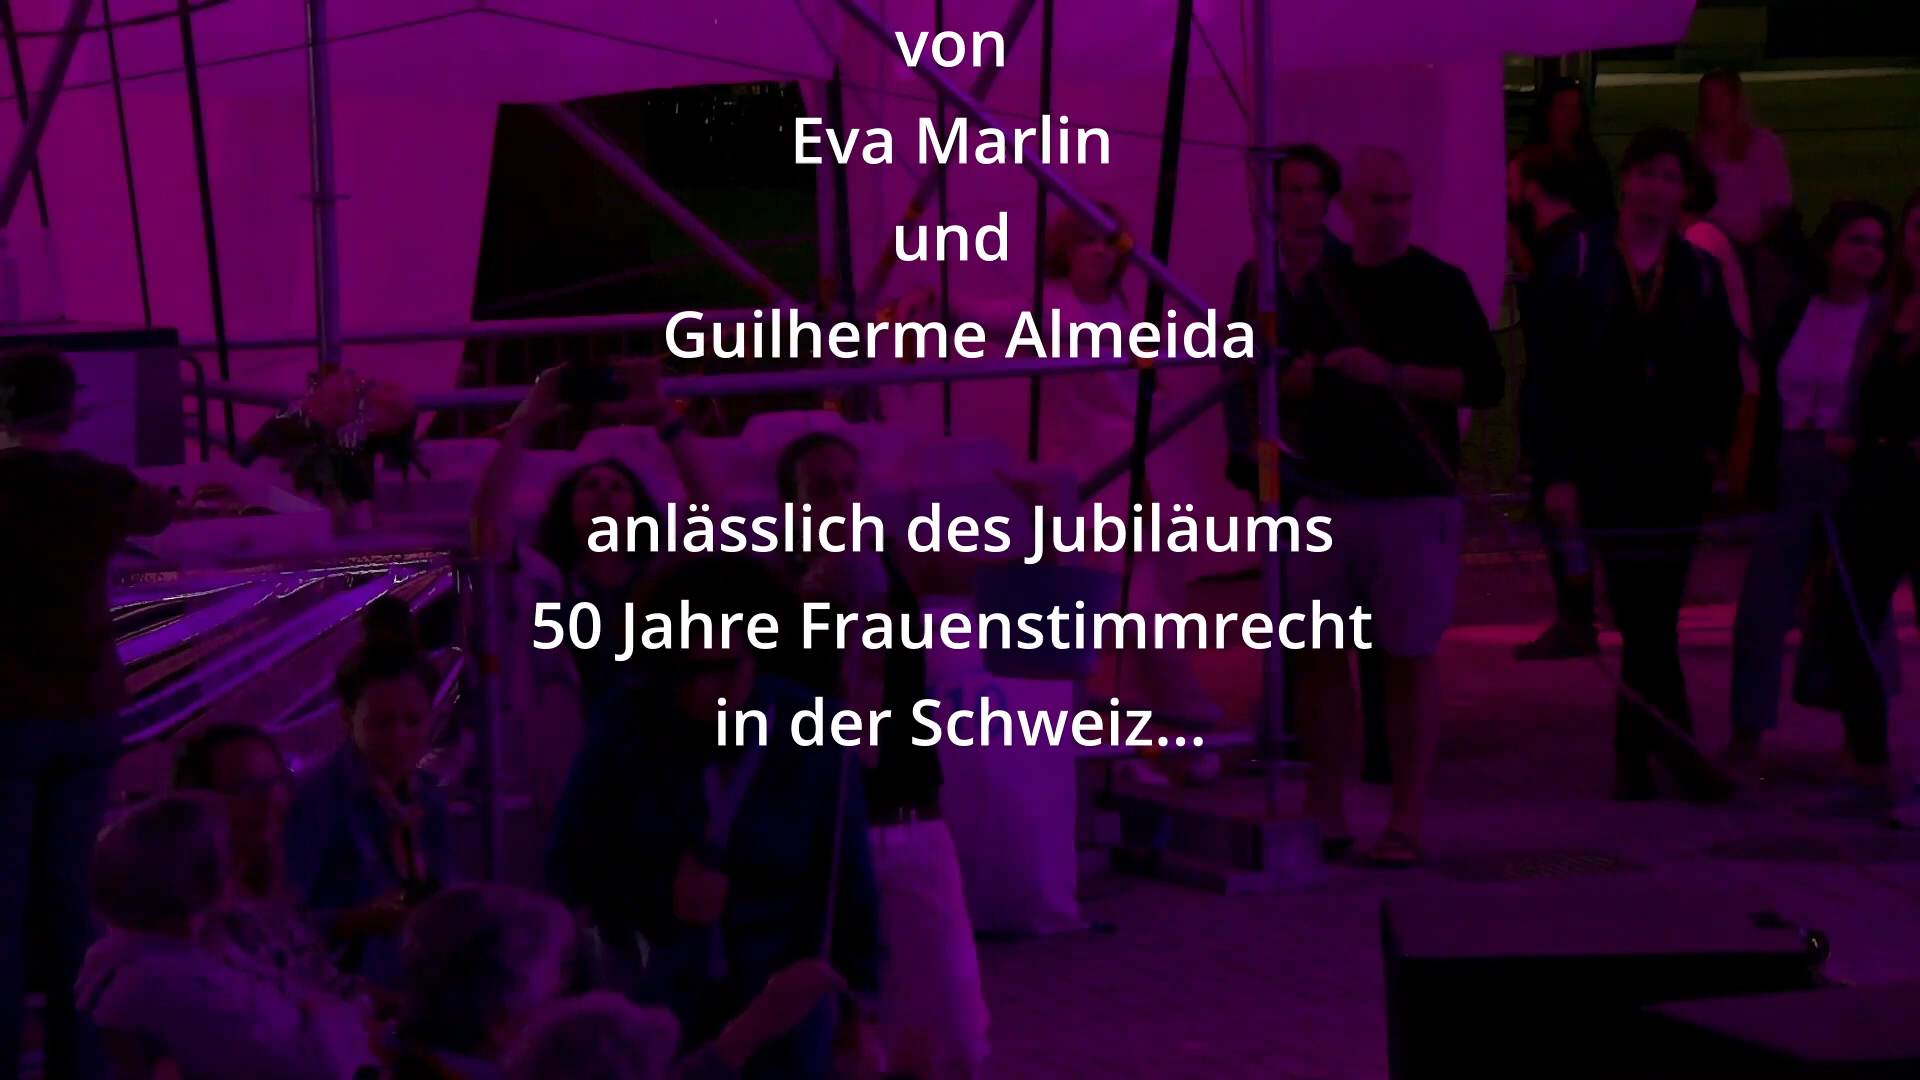 von
Eva Marlin
und
Guilherme Almeida
anlässlich des Jubiläums
50 Jahre Frauenstimmrecht
in der Schweiz...